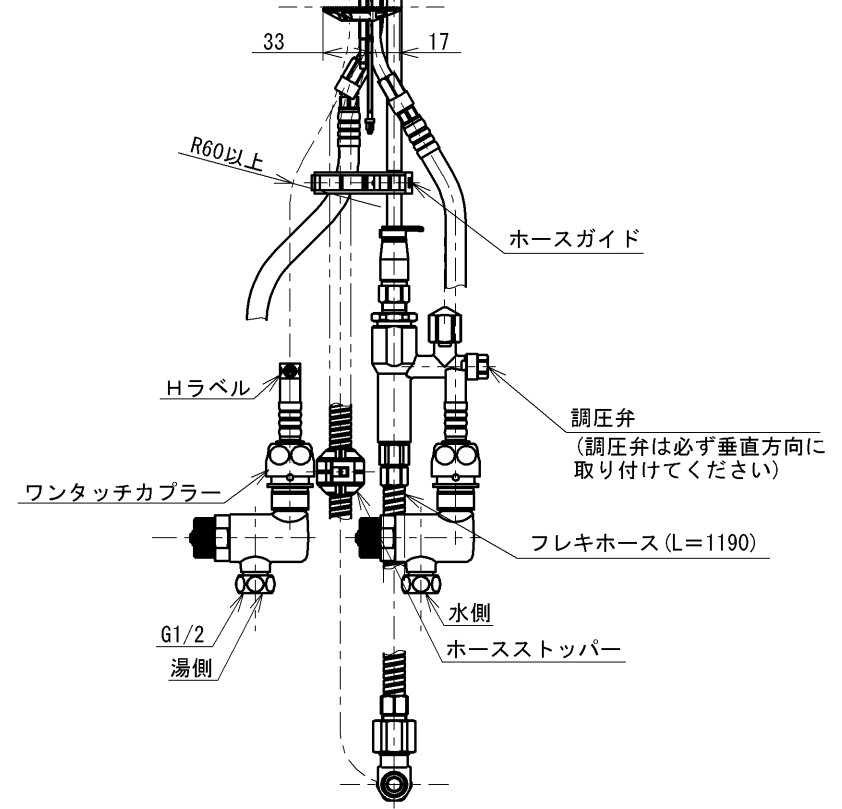 33
17
R60以上
ホースガイド
Hラベル
調圧弁
(調圧弁は必ず垂直方向に
取り付けてください)
ワンタッチカプラー
フレキホース(L=1190)
水側
G1/2
ホースストッパー
湯側